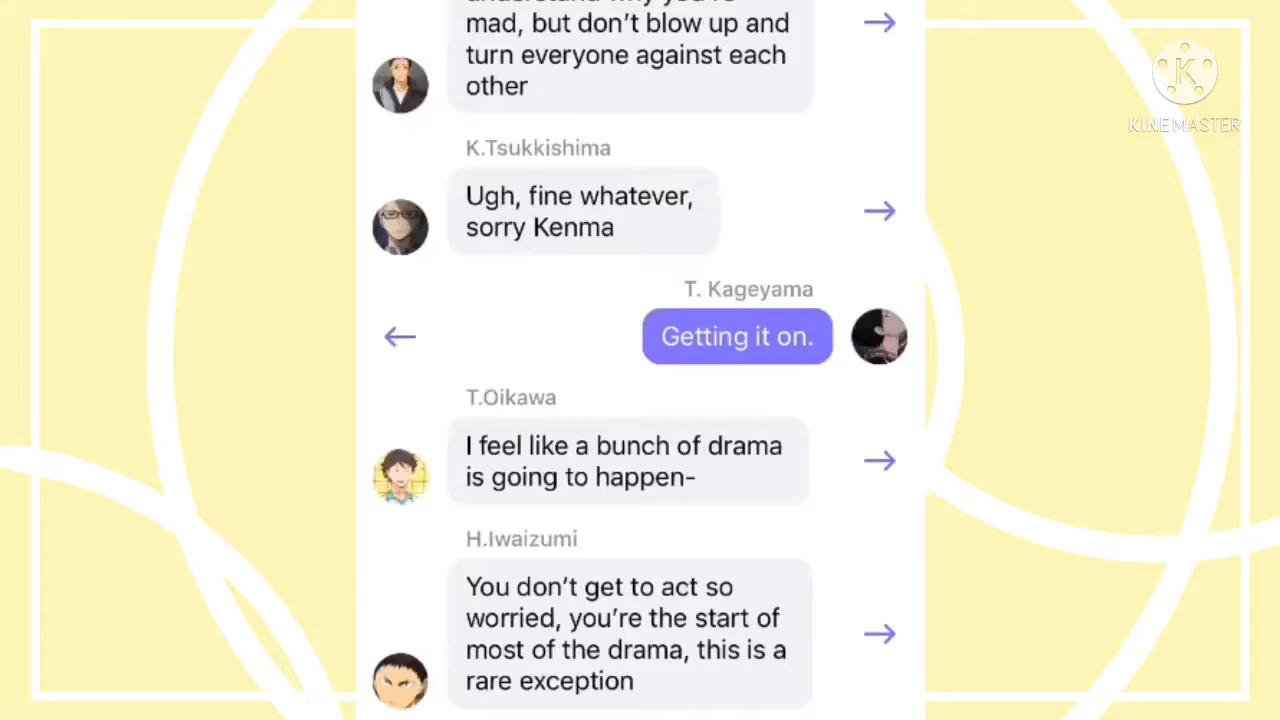 mad, but don't blow up and
turn everyone against each
other
K.Tsukkishima
Ugh, fine whatever,
sorry Kenma
T. Kageyama
Getting it on.
T.Oikawa
I feel like a bunch of drama
is going to happen-
H.Iwaizumi
You don't get to act so
worried, you're the start of
most of the drama, this is a
rare exception
K
KINEMASTER